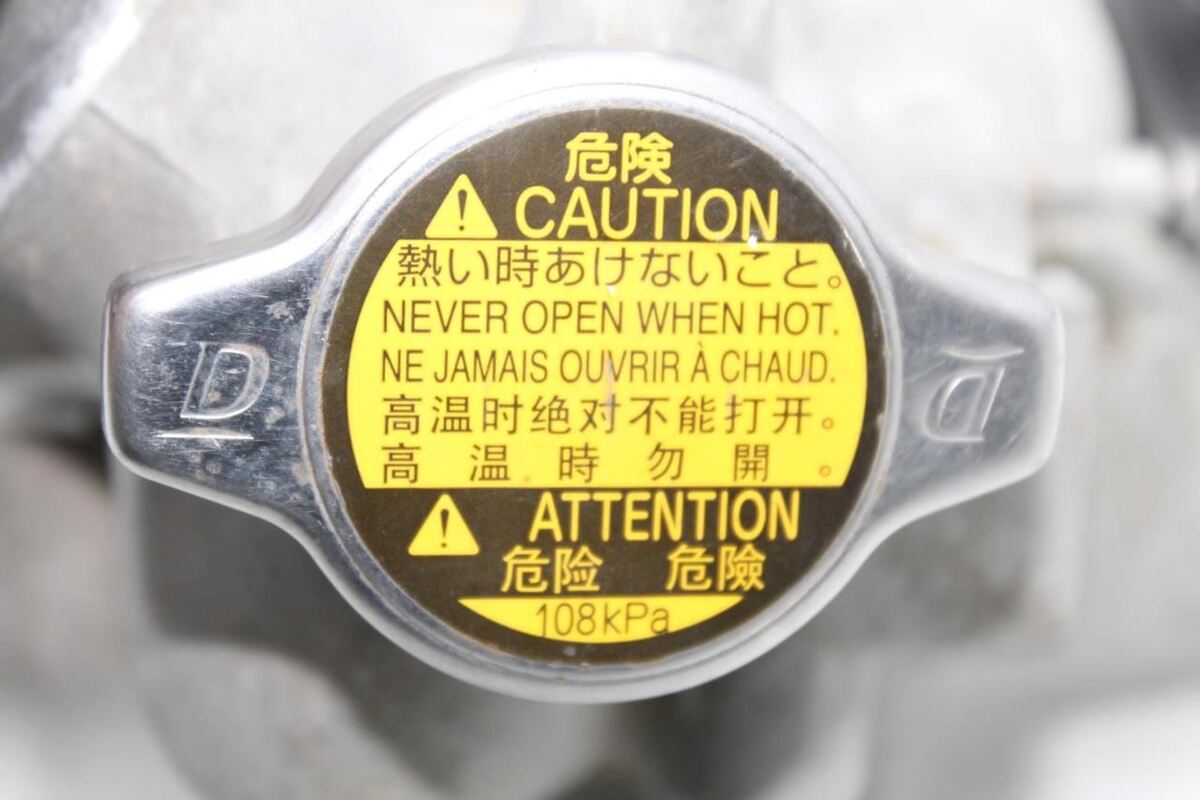 危険
CAUTION
熱い時あけないこと。
NEVER OPEN WHEN HOT.
NE JAMAIS OUVRIR À CHAUD.
高温时绝对不能打开。
高温時勿開。
ATTENTION
危险 危險
108kPa
D
D